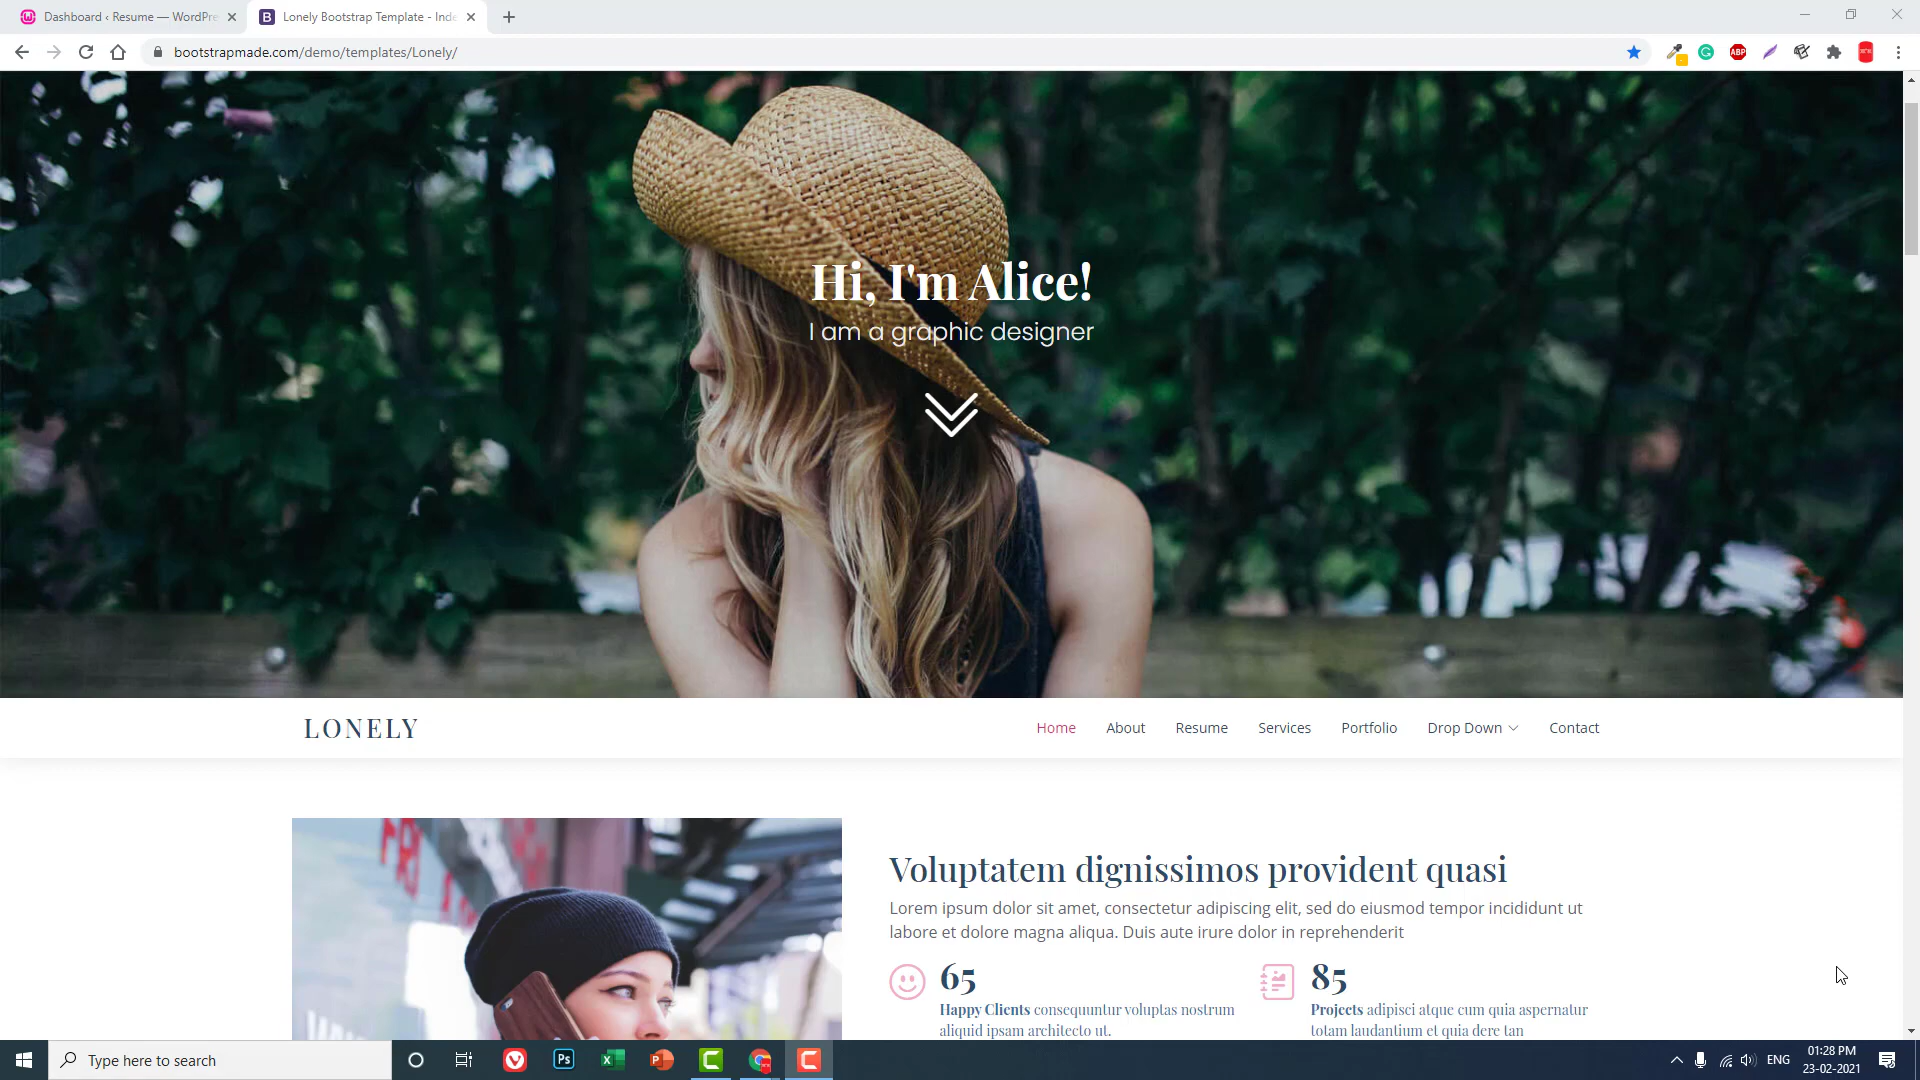 Dashboard ‹ Resume — WordPre
Lonely Bootstrap Template - Inde
bootstrapmade.com/demo/templates/Lonely/
ABP
Hi, I'm Alice!
I am a graphic designer
LONELY
Home
About
Resume
Services
Portfolio
Drop Down
Contact
Voluptatem dignissimos provident quasi
Lorem ipsum dolor sit amet, consectetur adipiscing elit, sed do eiusmod tempor incididunt ut
labore et dolore magna aliqua. Duis aute irure dolor in reprehenderit
65
Happy Clients consequuntur voluptas nostrum
aliquid ipsam architecto ut.
85
Projects adipisci atque cum quia aspernatur
totam laudantium et quia dere tan
Type here to search
Ps
ENG
01:28 PM
23-02-2021